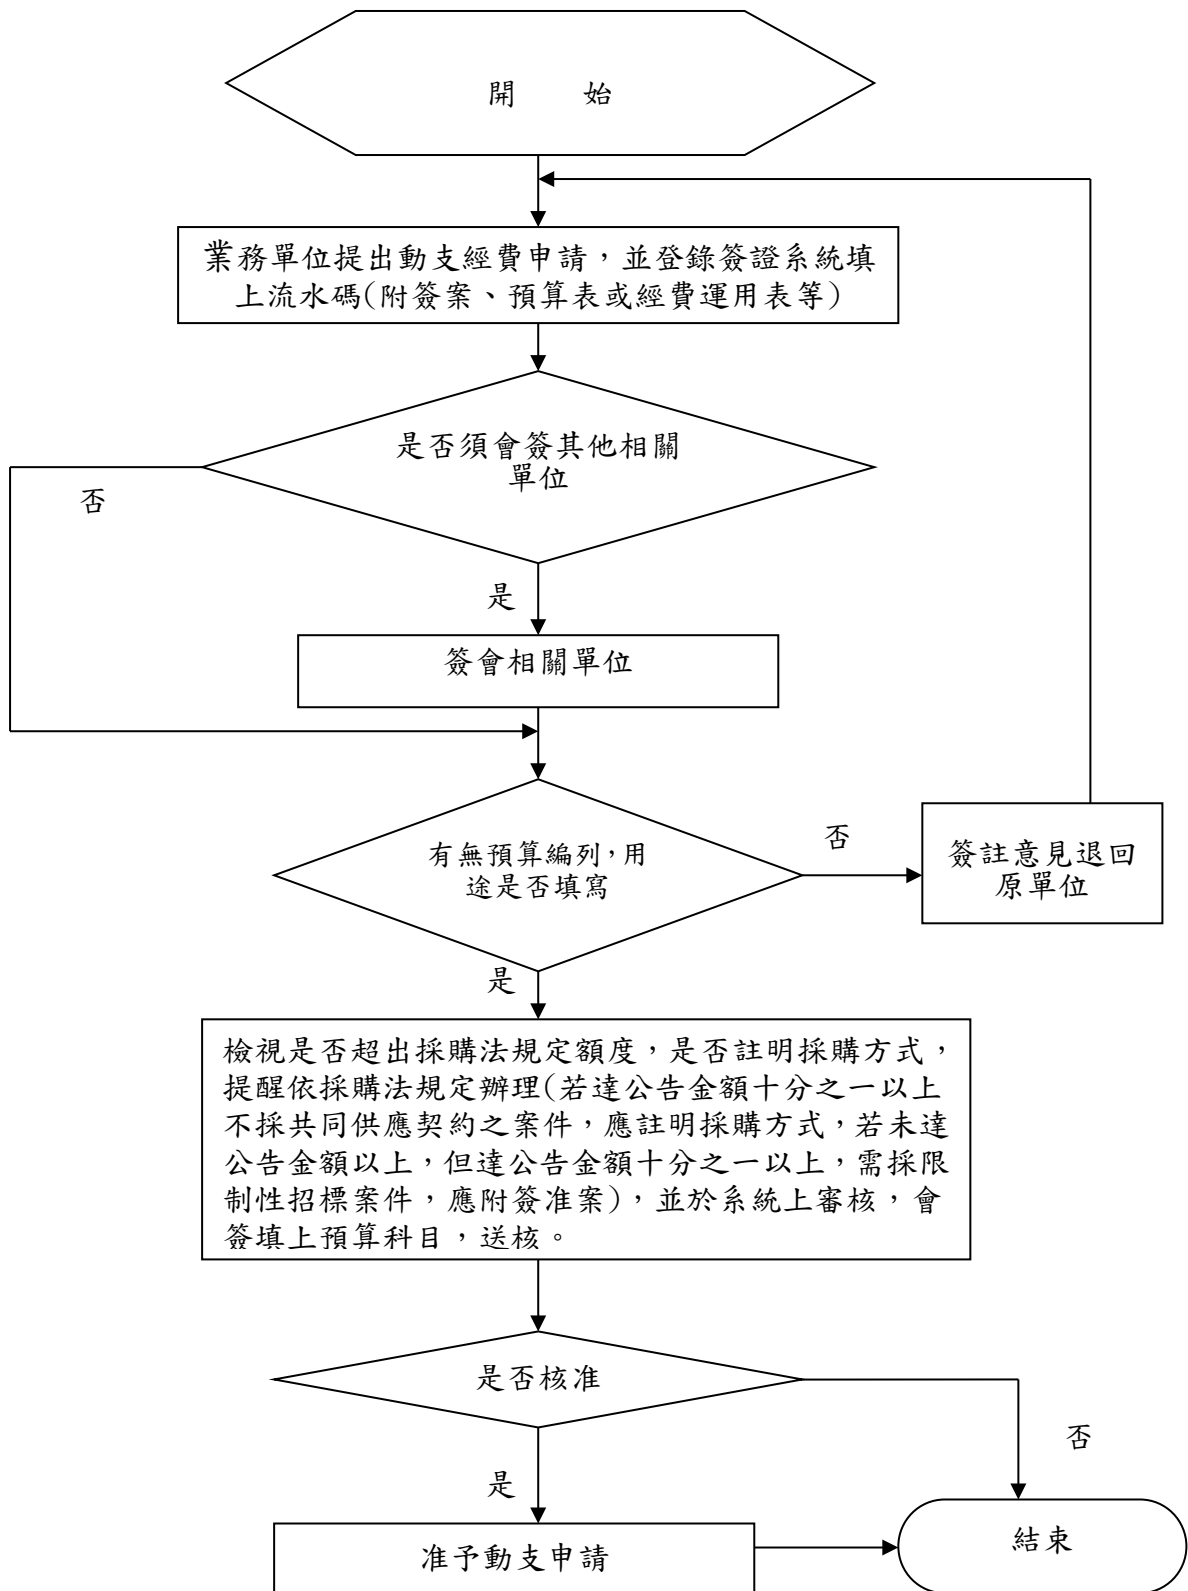 開 始
業務單位提出動支經費申請，並登錄簽證系統填
上流水碼(附簽案、預算表或經費運用表等)
是否須會簽其他相關
單位
否
是
簽會相關單位
有無預算編列，用
途是否填寫
否
簽註意見退回
原單位
是
檢視是否超出採購法規定額度，是否註明採購方式，
提醒依採購法規定辦理(若達公告金額十分之一以上
不採共同供應契約之案件，應註明採購方式，若未達
公告金額以上，但達公告金額十分之一以上，需採限
制性招標案件，應附簽准案)，並於系統上審核，會
簽填上預算科目，送核。
是否核准
否
是
准予動支申請
結束